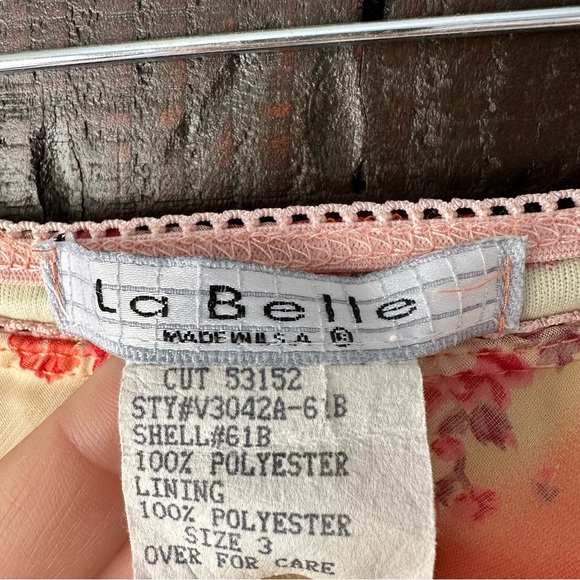 La Belle
MADE IN U.S.A. ®
CUT 53152
STY#V3042A-61B
SHELL#61B
100% POLYESTER
LINING
100% POLYESTER
SIZE 3
OVER FOR CARE